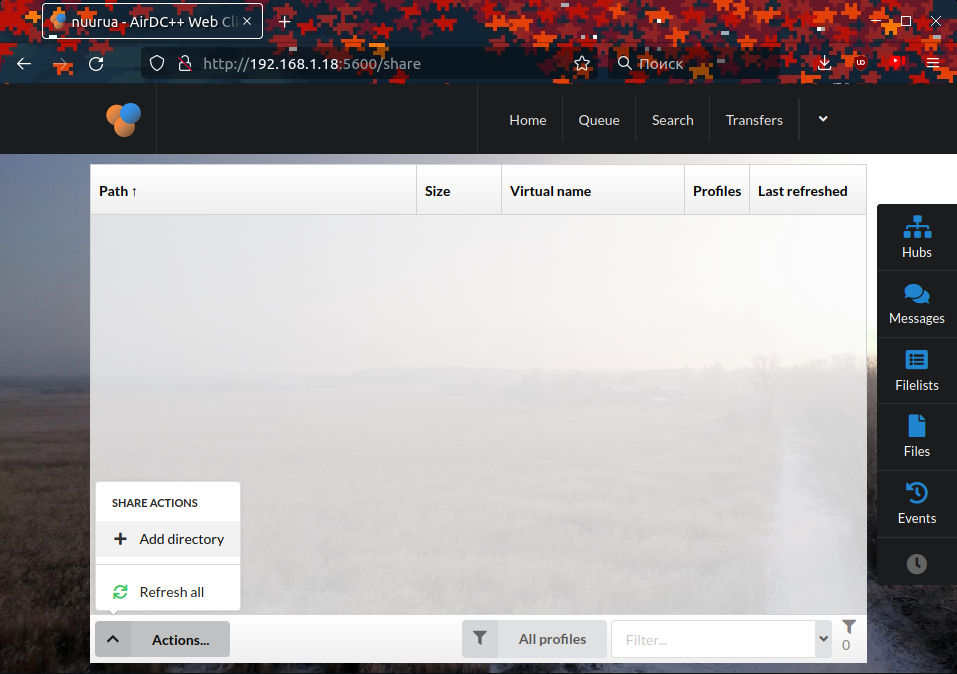 nuurua - AirDC++ Web Cli
http://192.168.1.18:5600/share
Поиск
Home
Queue
Search
Transfers
Path ↑
Size
Virtual name
Profiles
Last refreshed
Hubs
Messages
Filelists
Files
Events
SHARE ACTIONS
Add directory
Refresh all
Actions...
All profiles
Filter...
0